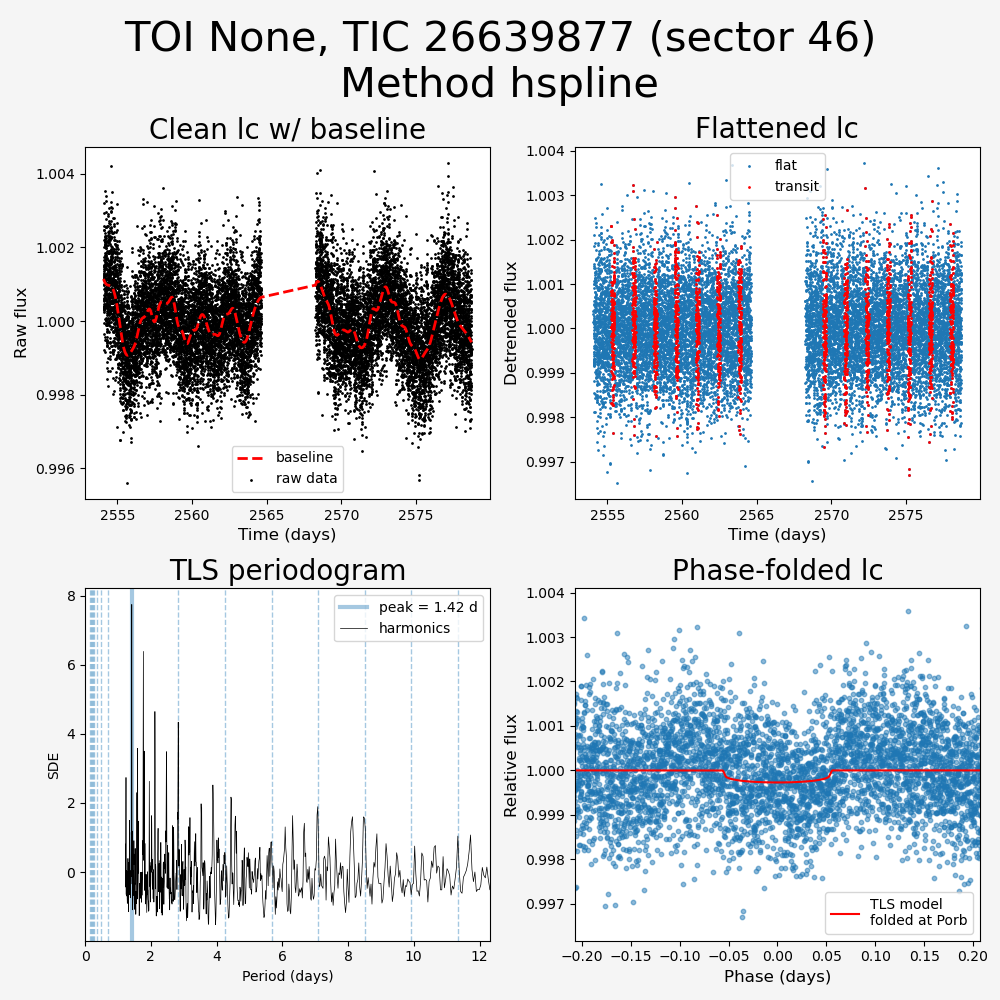 TOI None, TIC 26639877 (sector 46)
Method hspline
Clean lc w/ baseline
Raw flux
1.004
1.002
1.000
0.998
0.996
baseline
raw data
2555
2560
2565
2570
2575
Time (days)
Flattened lc
Detrended flux
1.004
1.003
1.002
1.001
1.000
0.999
0.998
0.997
flat
transit
2555
2560
2565
2570
2575
Time (days)
TLS periodogram
SDE
8
6
4
2
0
peak = 1.42 d
harmonics
0
2
4
6
8
10
12
Period (days)
Phase-folded lc
Relative flux
1.004
1.003
1.002
1.001
1.000
0.999
0.998
0.997
TLS model
folded at Porb
−0.20
−0.15
−0.10
−0.05
0.00
0.05
0.10
0.15
0.20
Phase (days)